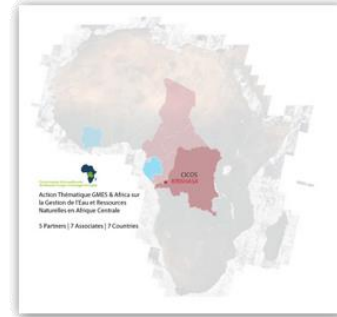 CICOS
KINSHASA
Action Thématique GMES & Africa sur
la Gestion de l'Eau et Ressources
Naturelles en Afrique Centrale
5 Partners | 7 Associates | 7 Countries